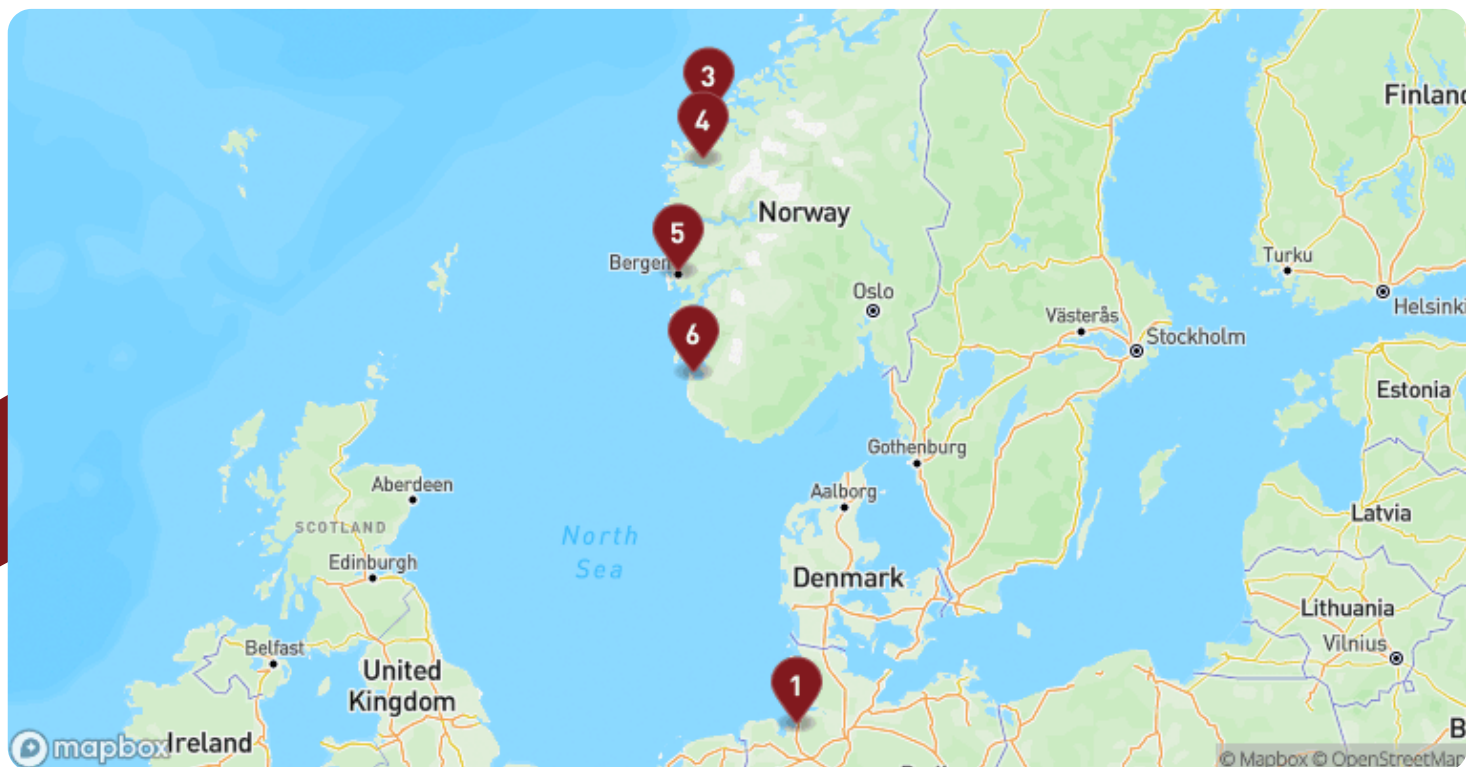 3
Finland
4
Norway
5
Bergen
Turku
Oslo
Helsinki
6
Västerås
Stockholm
Estonia
Gothenburg
Aberdeen
Aalborg
Latvia
SCOTLAND
North
Sea
Edinburgh
Denmark
Lithuania
Belfast
Vilnius
United
Kingdom
1
mapbox
Ireland
B
© Mapbox © OpenStreetMap